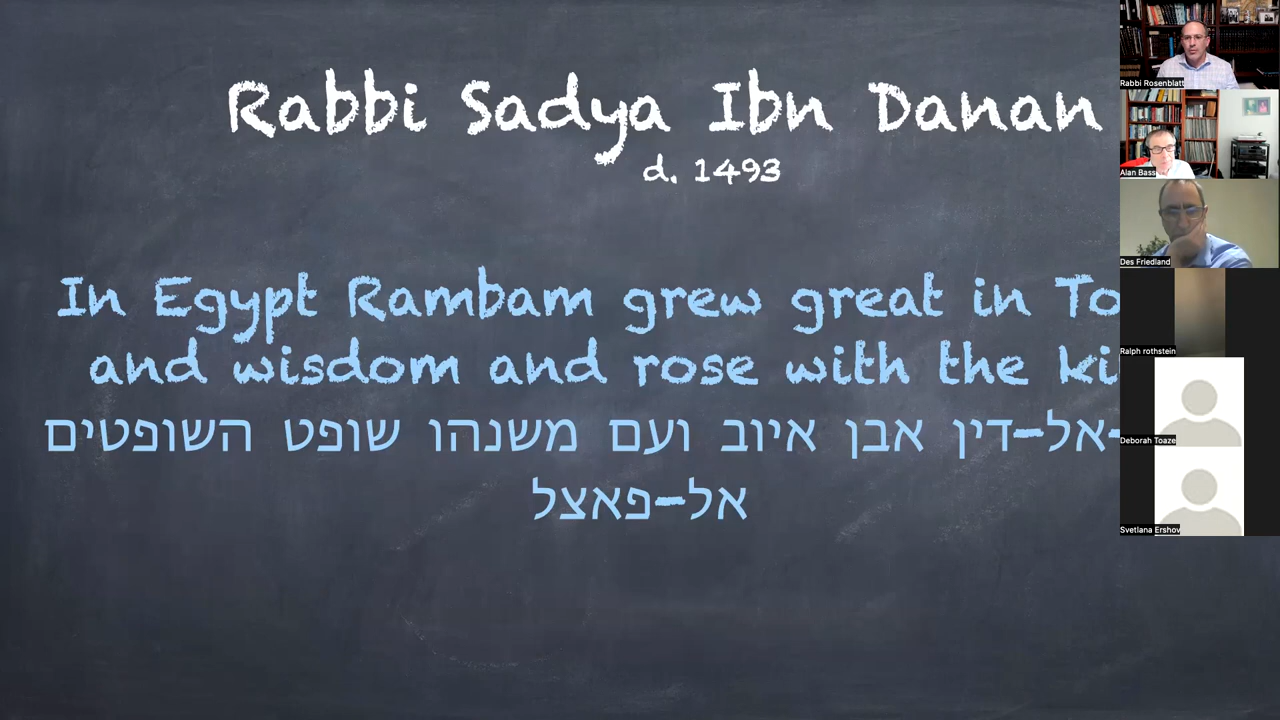 Rabbi Sadya Ibn Danan
d. 1493
In Egypt Rambam grew great in
and wisdom and rose with the
אל-דין אבן איוב ועם משנהו שופט השופטים
אל-פאצל
Rabbi Rosenblatt
Alan Bass
Des Friedland
Ralph rothstein
Deborah Toaze
Svetlana Ershov